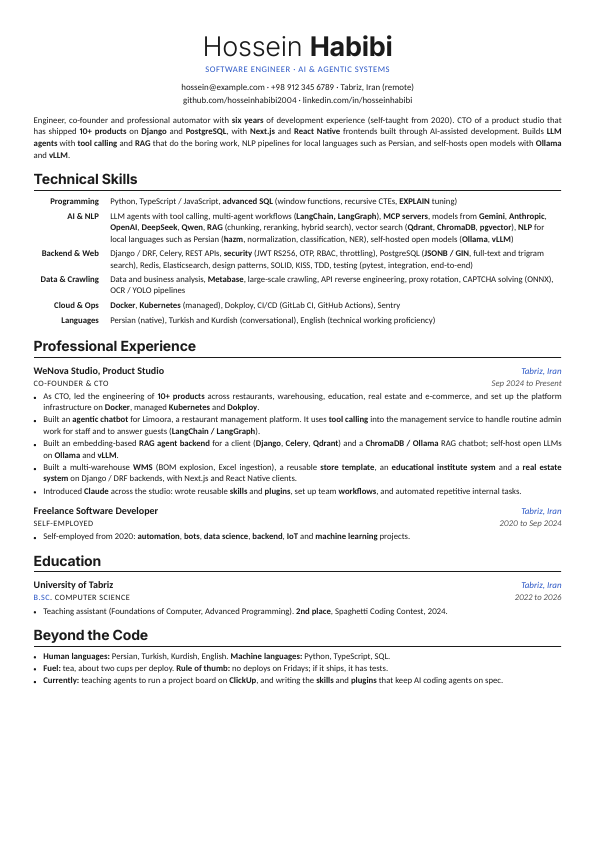 Hossein Habibi
SOFTWARE ENGINEER · AI & AGENTIC SYSTEMS
hossein@example.com · +98 912 345 6789 · Tabriz, Iran (remote)
github.com/hosseinhabibi2004 · linkedin.com/in/hosseinhabibi
Engineer, co-founder and professional automator with six years of development experience (self-taught from 2020). CTO of a product studio that
has shipped 10+ products on Django and PostgreSQL, with Next.js and React Native frontends built through AI-assisted development. Builds LLM
agents with tool calling and RAG that do the boring work, NLP pipelines for local languages such as Persian, and self-hosts open models with Ollama
and vLLM.
Technical Skills
Programming Python, TypeScript / JavaScript, advanced SQL (window functions, recursive CTEs, EXPLAIN tuning)
AI & NLP LLM agents with tool calling, multi-agent workflows (LangChain, LangGraph), MCP servers, models from Gemini, Anthropic,
OpenAI, DeepSeek, Qwen, RAG (chunking, reranking, hybrid search), vector search (Qdrant, ChromaDB, pgvector), NLP for
local languages such as Persian (hazm, normalization, classification, NER), self-hosted open models (Ollama, vLLM)
Backend & Web Django / DRF, Celery, REST APIs, security (JWT RS256, OTP, RBAC, throttling), PostgreSQL (JSONB / GIN, full-text and trigram
search), Redis, Elasticsearch, design patterns, SOLID, KISS, TDD, testing (pytest, integration, end-to-end)
Data & Crawling Data and business analysis, Metabase, large-scale crawling, API reverse engineering, proxy rotation, CAPTCHA solving (ONNX),
OCR / YOLO pipelines
Cloud & Ops Docker, Kubernetes (managed), Dokploy, CI/CD (GitLab CI, GitHub Actions), Sentry
Languages Persian (native), Turkish and Kurdish (conversational), English (technical working proficiency)
Professional Experience
WeNova Studio, Product Studio Tabriz, Iran
CO-FOUNDER & CTO Sep 2024 to Present
• As CTO, led the engineering of 10+ products across restaurants, warehousing, education, real estate and e-commerce, and set up the platform
infrastructure on Docker, managed Kubernetes and Dokploy.
• Built an agentic chatbot for Limoora, a restaurant management platform. It uses tool calling into the management service to handle routine admin
work for staff and to answer guests (LangChain / LangGraph).
• Built an embedding-based RAG agent backend for a client (Django, Celery, Qdrant) and a ChromaDB / Ollama RAG chatbot; self-host open LLMs
on Ollama and vLLM.
• Built a multi-warehouse WMS (BOM explosion, Excel ingestion), a reusable store template, an educational institute system and a real estate
system on Django / DRF backends, with Next.js and React Native clients.
• Introduced Claude across the studio: wrote reusable skills and plugins, set up team workflows, and automated repetitive internal tasks.
Freelance Software Developer Tabriz, Iran
SELF-EMPLOYED 2020 to Sep 2024
• Self-employed from 2020: automation, bots, data science, backend, IoT and machine learning projects.
Education
University of Tabriz Tabriz, Iran
B.SC. COMPUTER SCIENCE 2022 to 2026
• Teaching assistant (Foundations of Computer, Advanced Programming). 2nd place, Spaghetti Coding Contest, 2024.
Beyond the Code
• Human languages: Persian, Turkish, Kurdish, English. Machine languages: Python, TypeScript, SQL.
• Fuel: tea, about two cups per deploy. Rule of thumb: no deploys on Fridays; if it ships, it has tests.
• Currently: teaching agents to run a project board on ClickUp, and writing the skills and plugins that keep AI coding agents on spec.